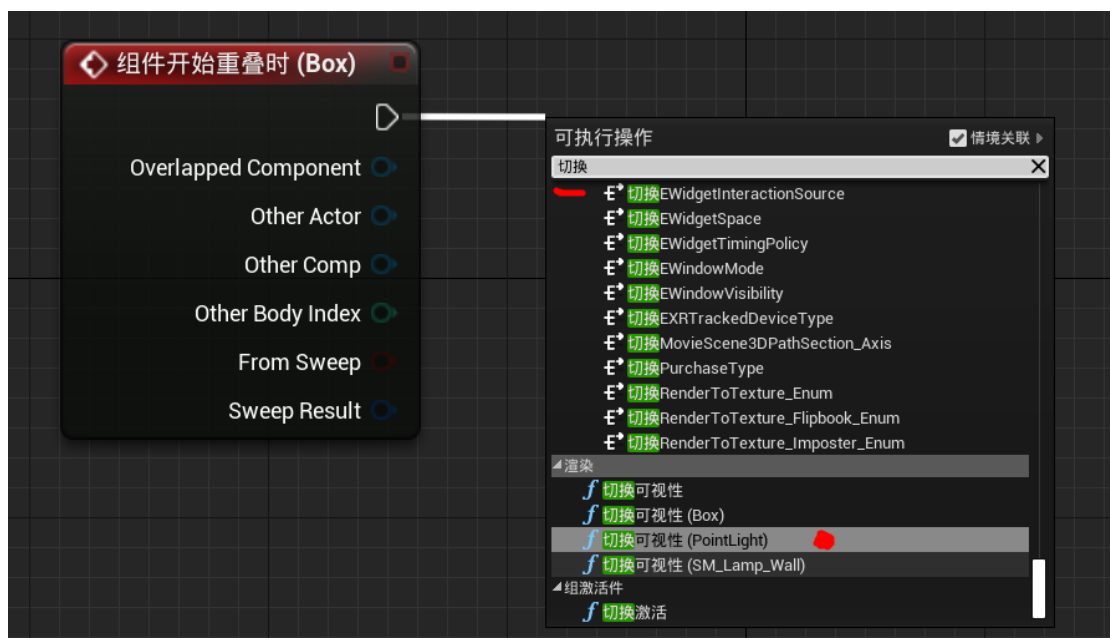 组件开始重叠时 (Box)
Overlapped Component
Other Actor
Other Comp
Other Body Index
From Sweep
Sweep Result
可执行操作
情境关联
切换
切换EWidgetInteractionSource
切换EWidgetSpace
切换EWidgetTimingPolicy
切换EWindowMode
切换EWindowVisibility
切换EXRTrackedDeviceType
切换MovieScene3DPathSection_Axis
切换PurchaseType
切换RenderToTexture_Enum
切换RenderToTexture_Flipbook_Enum
切换RenderToTexture_Imposter_Enum
渲染
切换可视性
切换可视性 (Box)
切换可视性 (PointLight)
切换可视性 (SM_Lamp_Wall)
组激活件
切换激活